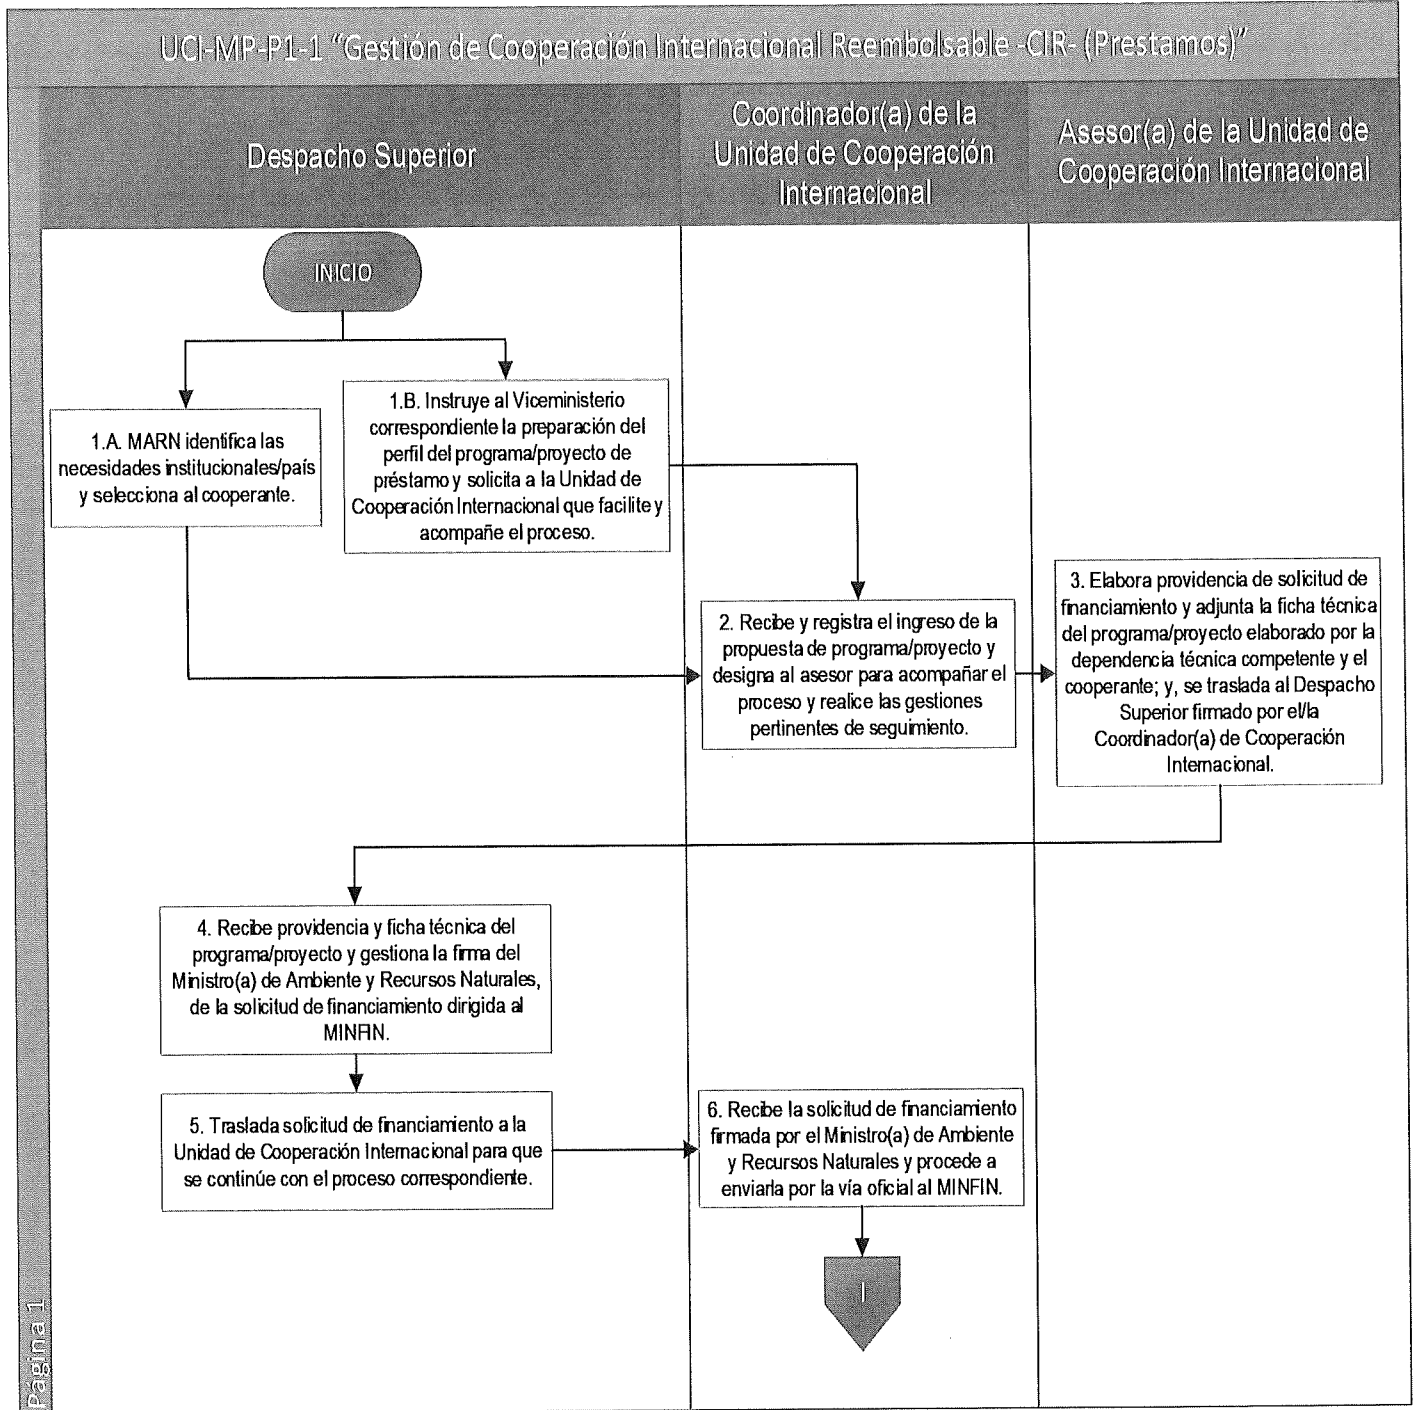 UCI-MP-P1-1 “Gestión de Cooperación Internacional Reembolsable -CIR- (Prestamos)”
Despacho Superior
Coordinador(a) de la
Unidad de Cooperación
Internacional
Asesor(a) de la Unidad de
Cooperación Internacional
INICIO
1.A. MARN identifica las
necesidades institucionales/país
y selecciona al cooperante.
1.B. Instruye al Viceministerio
correspondiente la preparación del
perfil del programa/proyecto de
préstamo y solicita a la Unidad de
Cooperación Internacional que facilite y
acompañe el proceso.
2. Recibe y registra el ingreso de la
propuesta de programa/proyecto y
designa al asesor para acompañar el
proceso y realice las gestiones
pertinentes de seguimiento.
3. Elabora providencia de solicitud de
financiamiento y adjunta la ficha técnica
del programa/proyecto elaborado por la
dependencia técnica competente y el
cooperante; y, se traslada al Despacho
Superior firmado por el/la
Coordinador(a) de Cooperación
Internacional.
4. Recibe providencia y ficha técnica del
programa/proyecto y gestiona la firma del
Ministro(a) de Ambiente y Recursos Naturales,
de la solicitud de financiamiento dirigida al
MINFIN.
5. Traslada solicitud de financiamiento a la
Unidad de Cooperación Internacional para que
se continúe con el proceso correspondiente.
6. Recibe la solicitud de financiamiento
firmada por el Ministro(a) de Ambiente
y Recursos Naturales y procede a
enviarla por la vía oficial al MINFIN.
I
Página 1